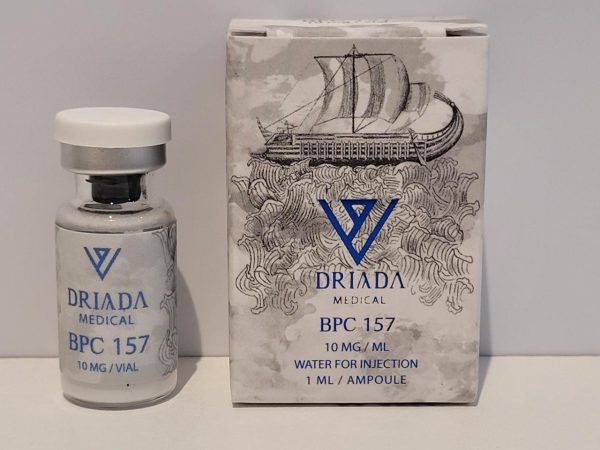 DRIADA
MEDICAL
BPC 157
10 MG / VIAL
DRIADA
MEDICAL
BPC 157
10 MG / ML
WATER FOR INJECTION
1 ML / AMPOULE